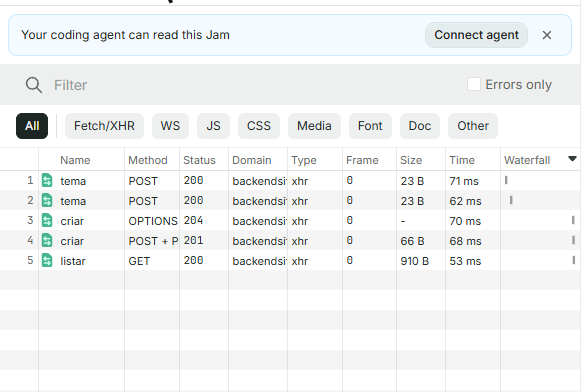 Your coding agent can read this Jam Connect agent
Filter Errors only
All Fetch/XHR WS JS CSS Media Font Doc Other
Name Method Status Domain Type Frame Size Time Waterfall
1 tema POST 200 backendsi xhr 0 23 B 71 ms
2 tema POST 200 backendsi xhr 0 23 B 62 ms
3 criar OPTIONS 204 backendsi xhr 0 - 70 ms
4 criar POST + P 201 backendsi xhr 0 66 B 68 ms
5 listar GET 200 backendsi xhr 0 910 B 53 ms